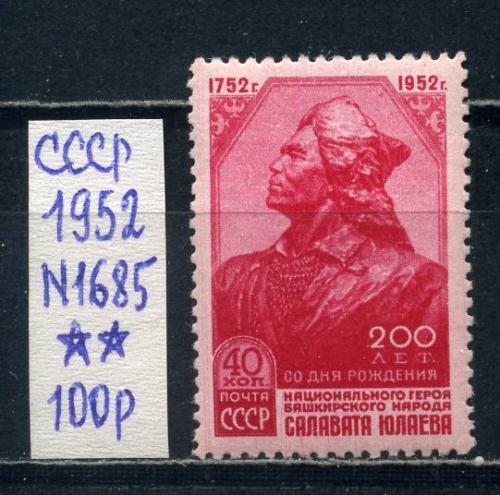 СССР
1952
N1685
☆☆
100р
1752г. 1952г.
200
ЛЕТ
СО ДНЯ РОЖДЕНИЯ
40
КОП.
ПОЧТА
СССР
НАЦИОНАЛЬНОГО ГЕРОЯ
БАШКИРСКОГО НАРОДА
САЛАВАТА ЮЛАЕВА